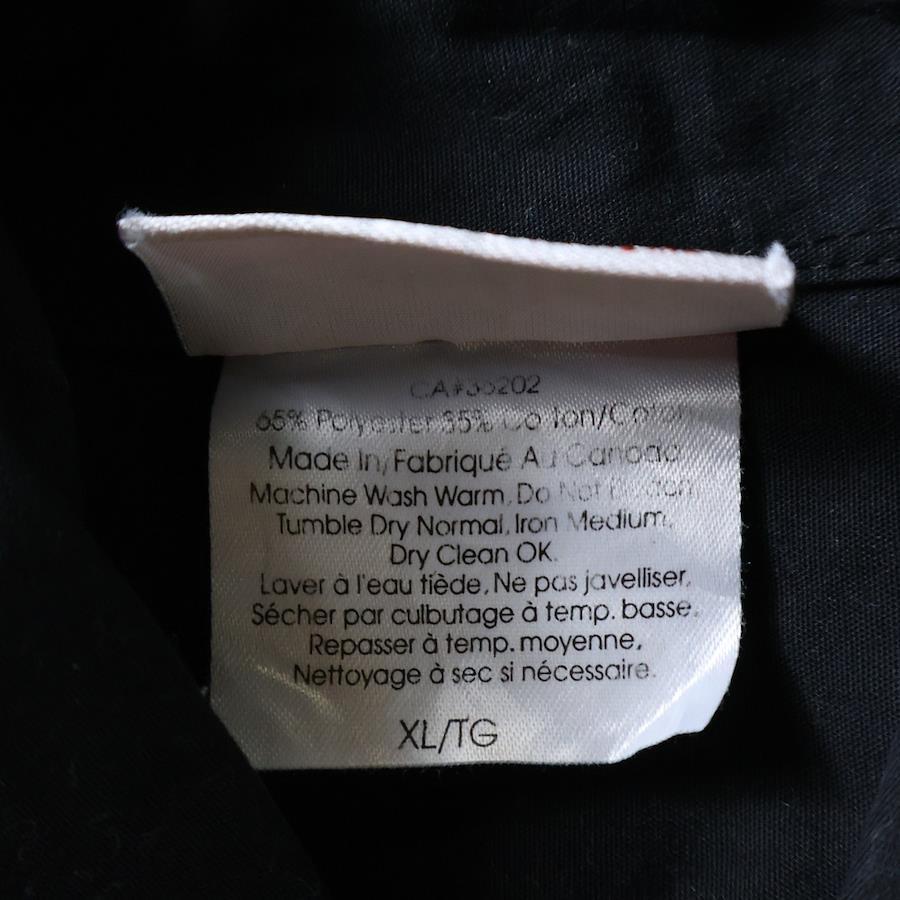 CA#35202
65% Polyester 35% Cotton/Coton
Made In/Fabriqué Au Canada
Machine Wash Warm, Do Not
Tumble Dry Normal, Iron Medium,
Dry Clean OK.
Laver à l'eau tiède, Ne pas javelliser,
Sécher par culbutage à temp. basse.
Repasser à temp. moyenne,
Nettoyage à sec si nécessaire.
XL/TG